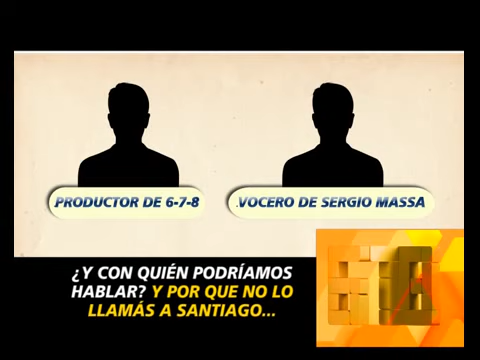 PRODUCTOR DE 6-7-8
VOCERO DE SERGIO MASSA
¿Y CON QUIÉN PODRÍAMOS
HABLAR? Y POR QUE NO LO
LLAMÁS A SANTIAGO...